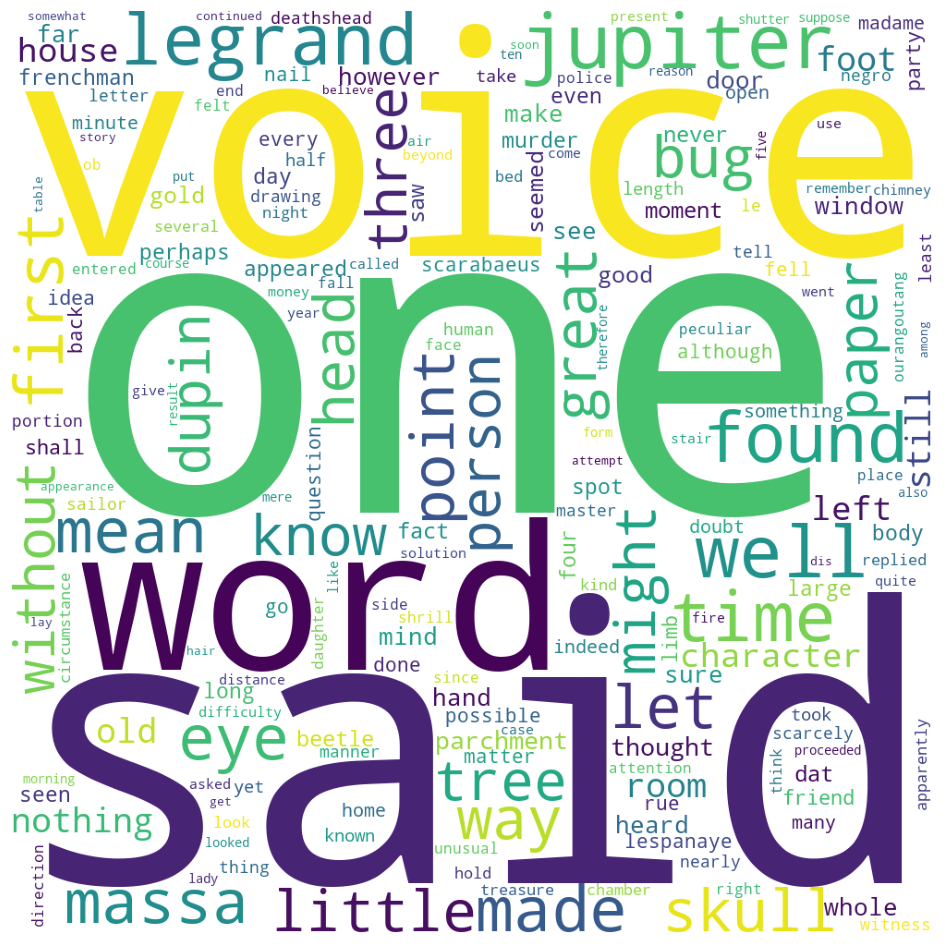 somewhat
continued
deathshead
present
shutter
suppose
far
legrand
jupiter
madame
house
soon
foot
party
frenchman
nail
however
take
police
reason
door
negro
letter
end
believe
ten
even
open
felt
make
minute
three
voice
every
air
murder
never
bug
five
use
story
ob
half
beyond
come
table
put
gold
day
saw
bed
length
remember
chimney
drawing
seemed
moment
le
window
several
night
first
perhaps
see
tell
least
entered
course
appeared
called
scarabaeus
good
fell
idea
money
fall
great
went
back
year
head
one
human
therefore
peculiar
paper
among
ourangoutang
dupin
face
although
give
point
person
something
still
portion
result
found
shall
question
form
stair
without
appearance
attempt
place
sailor
mere
spot
also
mean
know
fact
master
left
might
doubt
well
body
solution
four
dis
replied
circumstance
like
word
kind
quite
lay
go
side
shrill
limb
time
large
daughter
mind
indeed
fire
hair
done
sure
character
distance
since
long
hand
let
said
difficulty
possible
case
took
old
eye
beetle
parchment
thought
scarcely
apparently
manner
matter
proceeded
morning
asked
yet
tree
attention
think
dat
seen
get
home
way
room
friend
nothing
look
known
rue
heard
many
looked
thing
unusual
lespanaye
nearly
direction
lady
hold
massa
little
treasure
made
chamber
skull
right
whole
witness